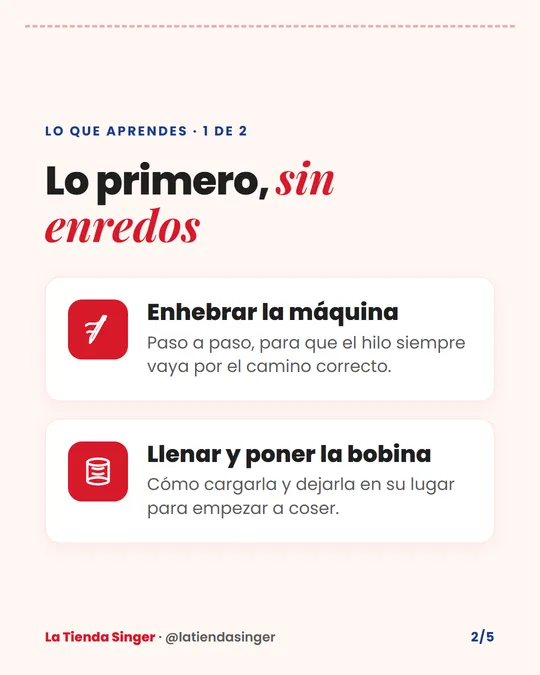 LO QUE APRENDES · 1 DE 2
Lo primero, sin
enredos
Enhebrar la máquina
Paso a paso, para que el hilo siempre
vaya por el camino correcto.
Llenar y poner la bobina
Cómo cargarla y dejarla en su lugar
para empezar a coser.
La Tienda Singer · @latiendasinger
2/5